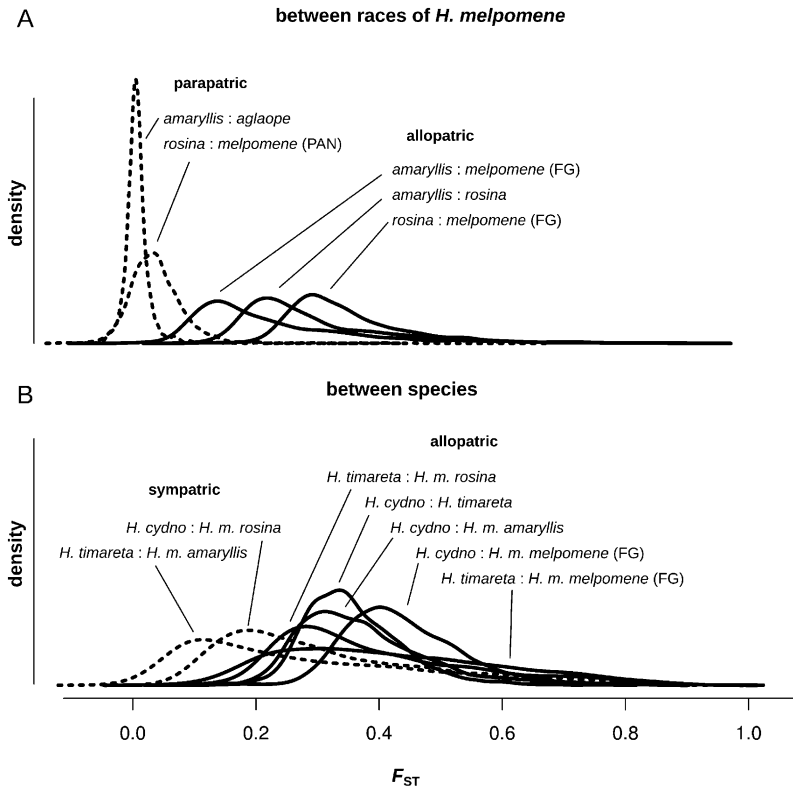 A
between races of H. melpomene
parapatric
amaryllis : aglaope
rosina : melpomene (PAN)
allopatric
amaryllis : melpomene (FG)
amaryllis : rosina
rosina : melpomene (FG)
density
B
between species
allopatric
H. timareta : H. m. rosina
sympatric
H. cydno : H. timareta
H. cydno : H. m. rosina
H. cydno : H. m. amaryllis
H. timareta : H. m. amaryllis
H. cydno : H. m. melpomene (FG)
H. timareta : H. m. melpomene (FG)
density
0.0 0.2 0.4 0.6 0.8 1.0
FST